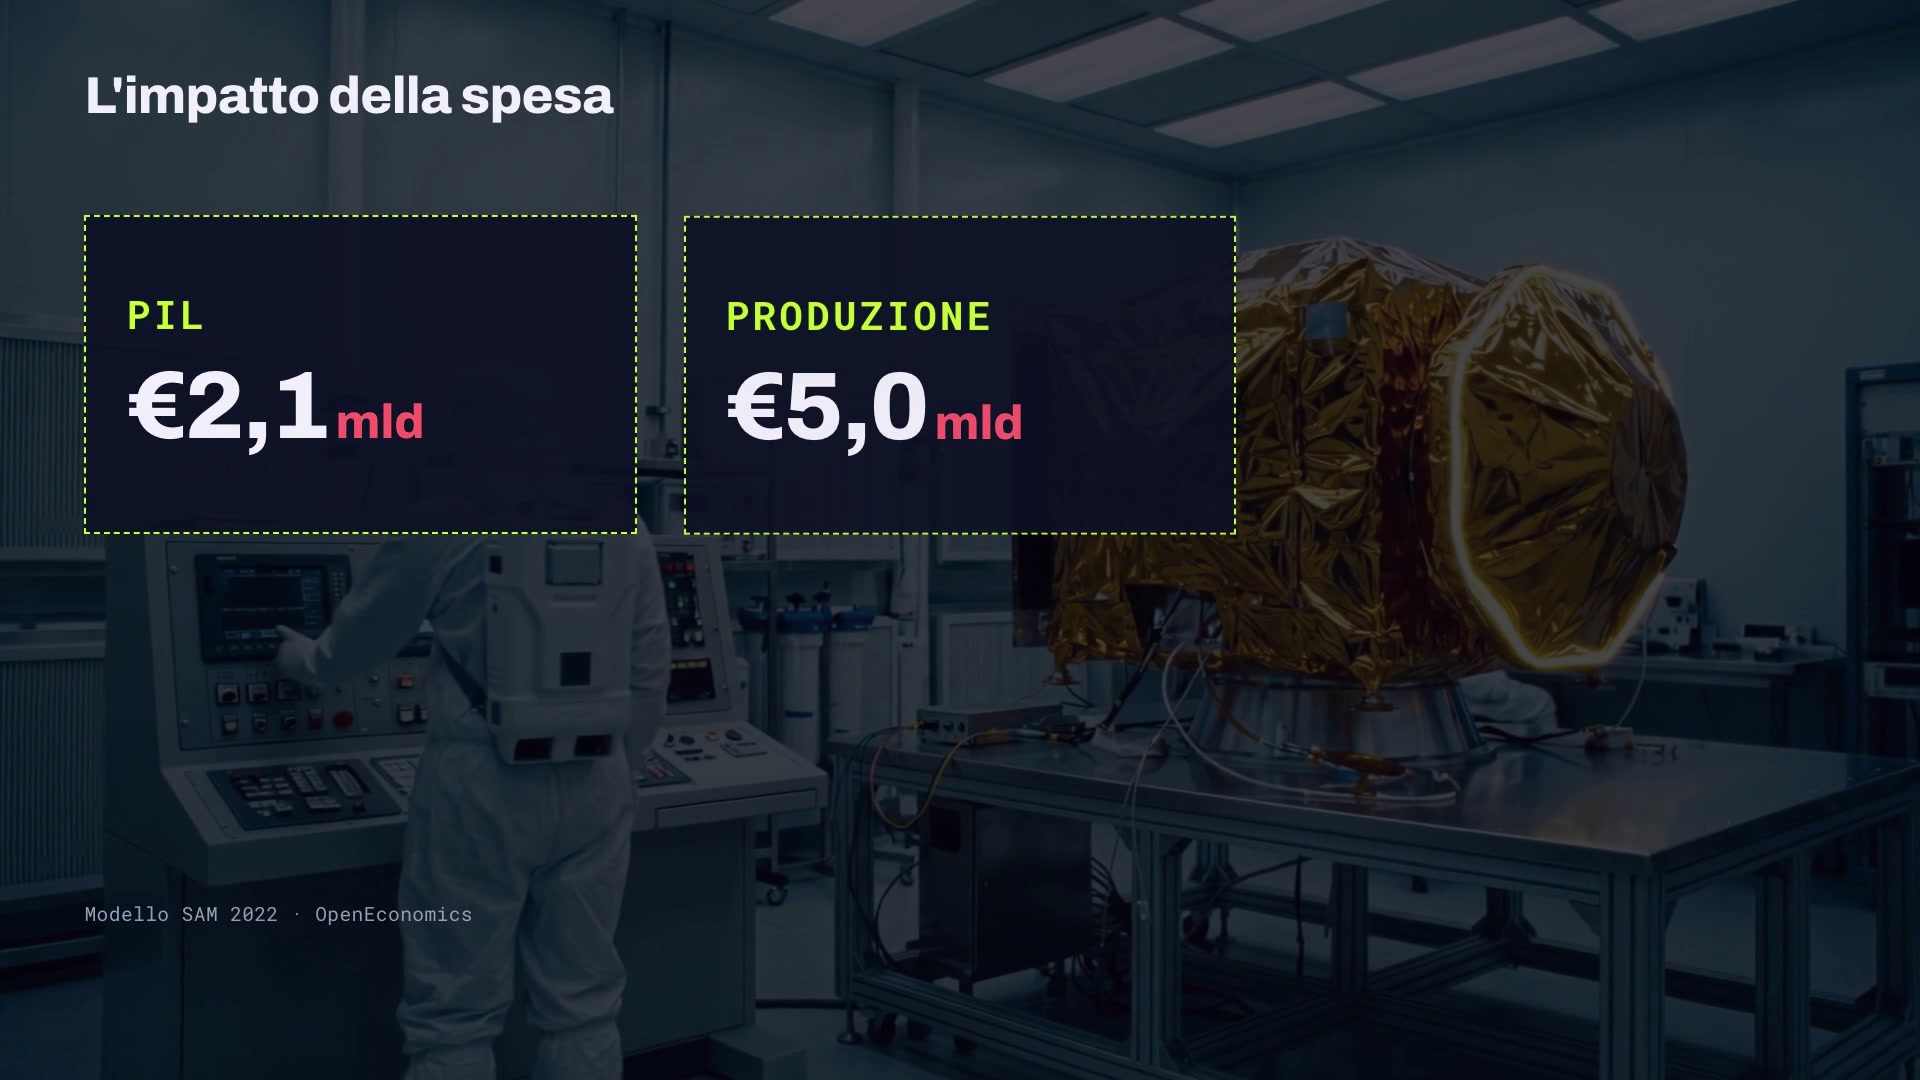 L'impatto della spesa
PIL
€2,1 mld
PRODUZIONE
€5,0 mld
Modello SAM 2022 · OpenEconomics